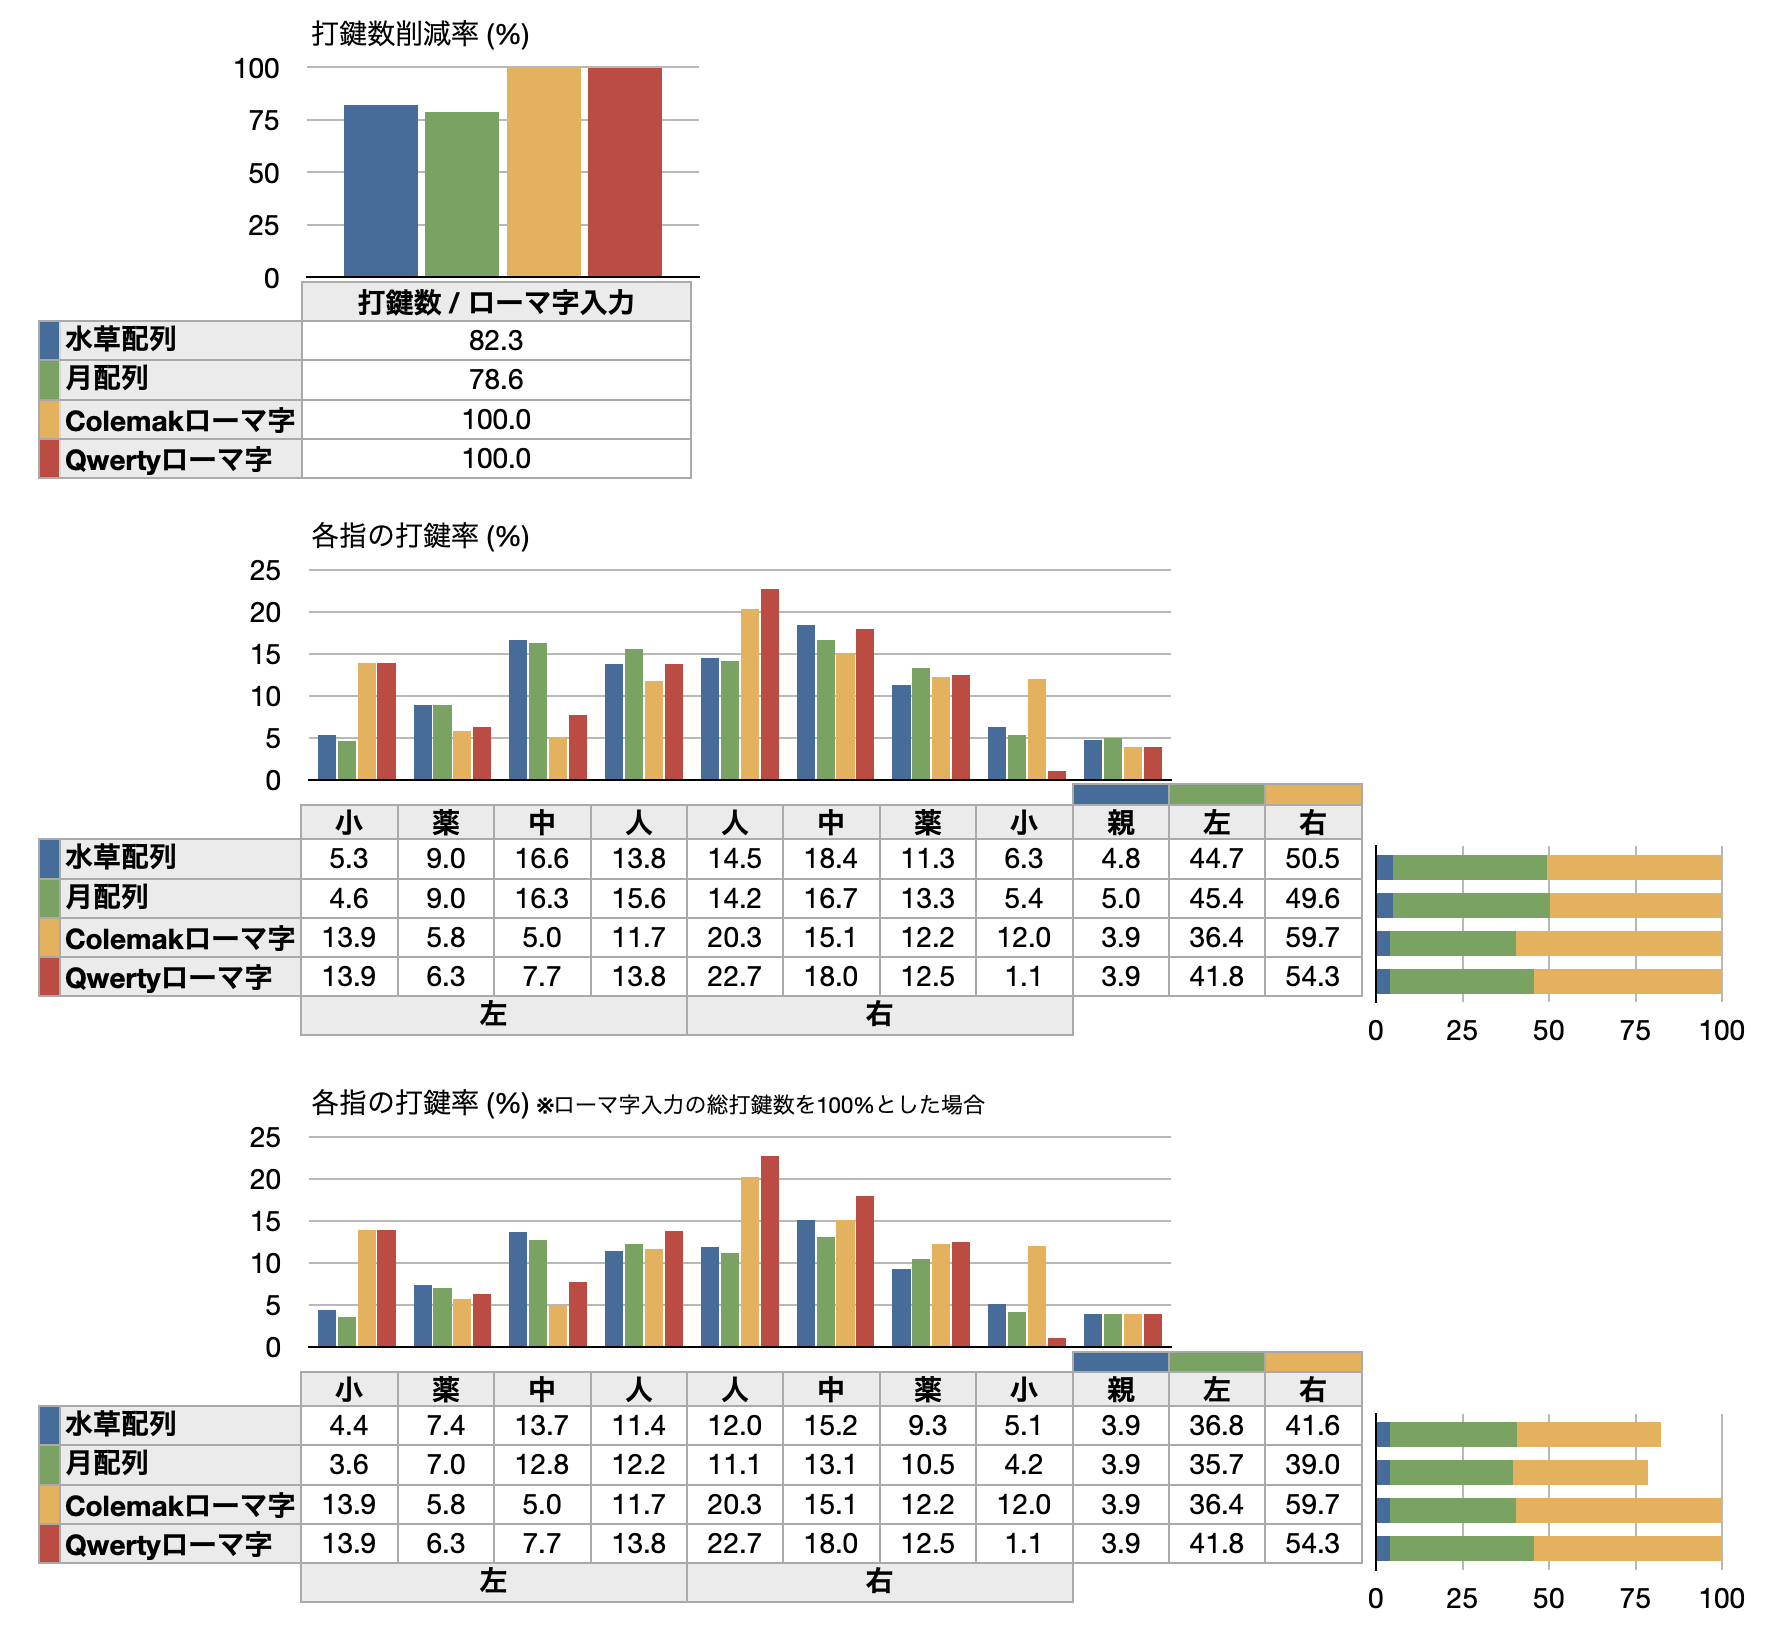 打鍵数削減率 (%)
100
75
50
25
0
打鍵数 / ローマ字入力
水草配列 82.3
月配列 78.6
Colemakローマ字 100.0
Qwertyローマ字 100.0
各指の打鍵率 (%)
25
20
15
10
5
0
小 薬 中 人 人 中 薬 小 親 左 右
水草配列 5.3 9.0 16.6 13.8 14.5 18.4 11.3 6.3 4.8 44.7 50.5
月配列 4.6 9.0 16.3 15.6 14.2 16.7 13.3 5.4 5.0 45.4 49.6
Colemakローマ字 13.9 5.8 5.0 11.7 20.3 15.1 12.2 12.0 3.9 36.4 59.7
Qwertyローマ字 13.9 6.3 7.7 13.8 22.7 18.0 12.5 1.1 3.9 41.8 54.3
左 右
0 25 50 75 100
各指の打鍵率 (%) ※ローマ字入力の総打鍵数を100%とした場合
25
20
15
10
5
0
小 薬 中 人 人 中 薬 小 親 左 右
水草配列 4.4 7.4 13.7 11.4 12.0 15.2 9.3 5.1 3.9 36.8 41.6
月配列 3.6 7.0 12.8 12.2 11.1 13.1 10.5 4.2 3.9 35.7 39.0
Colemakローマ字 13.9 5.8 5.0 11.7 20.3 15.1 12.2 12.0 3.9 36.4 59.7
Qwertyローマ字 13.9 6.3 7.7 13.8 22.7 18.0 12.5 1.1 3.9 41.8 54.3
左 右
0 25 50 75 100